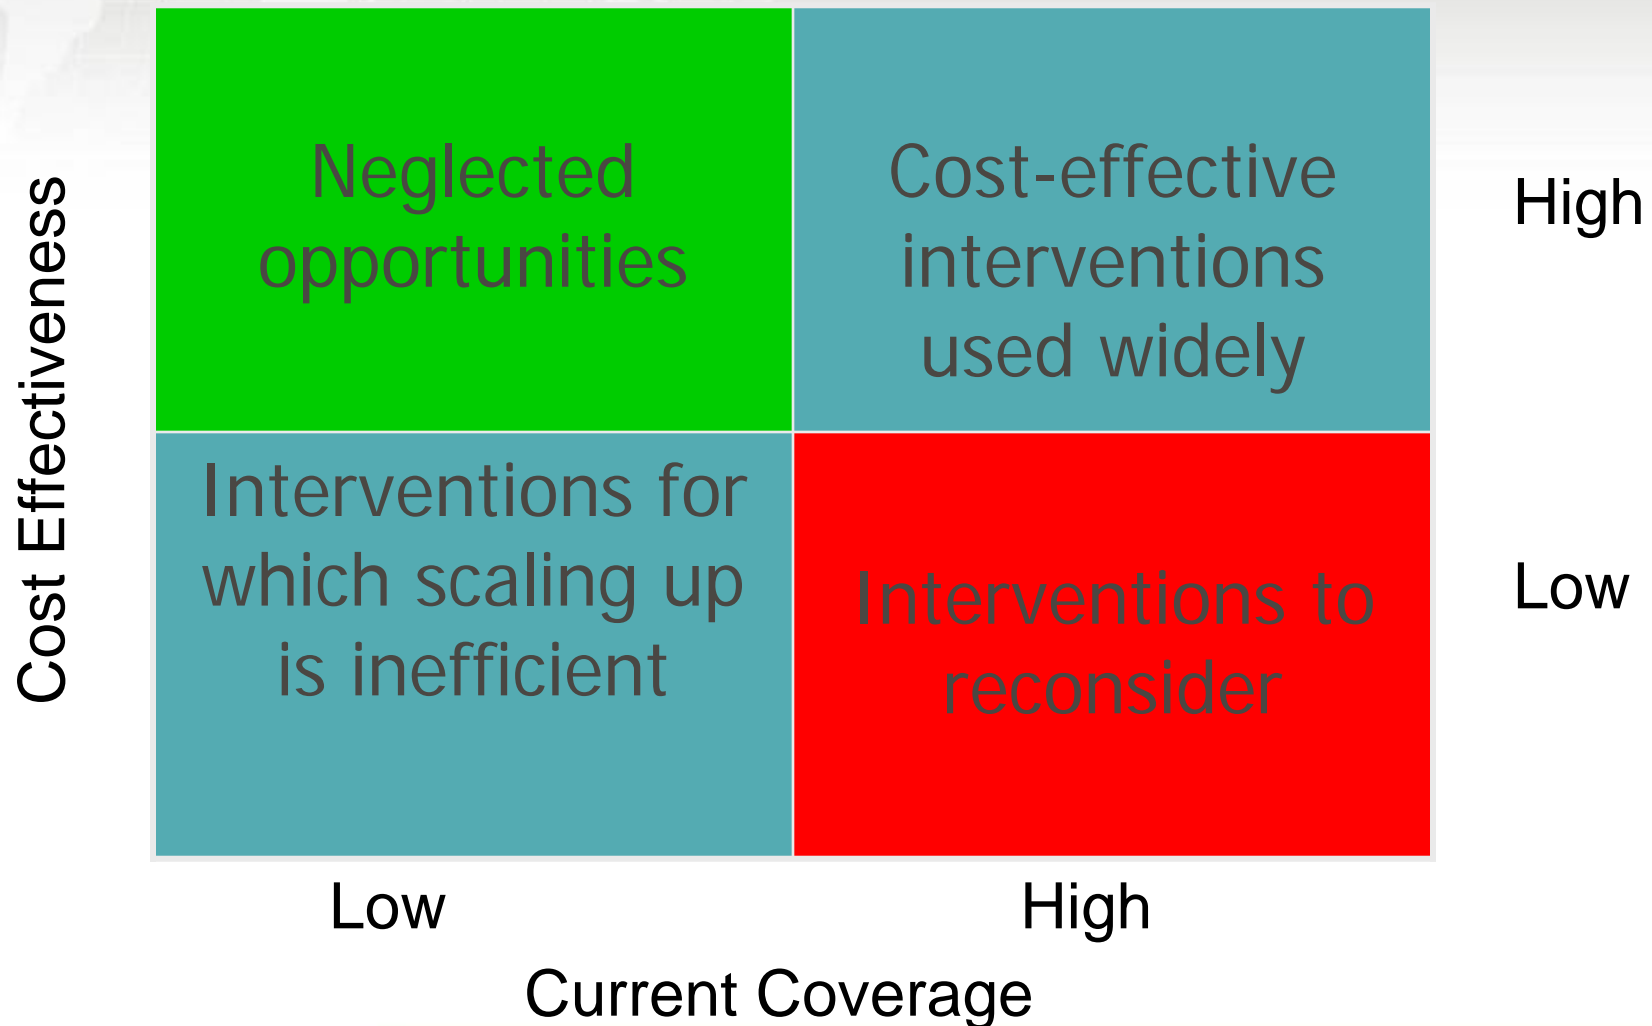 Cost Effectiveness
Neglected
opportunities
Cost-effective
interventions
used widely
High
Interventions for
which scaling up
is inefficient
Interventions to
reconsider
Low
Low
High
Current Coverage